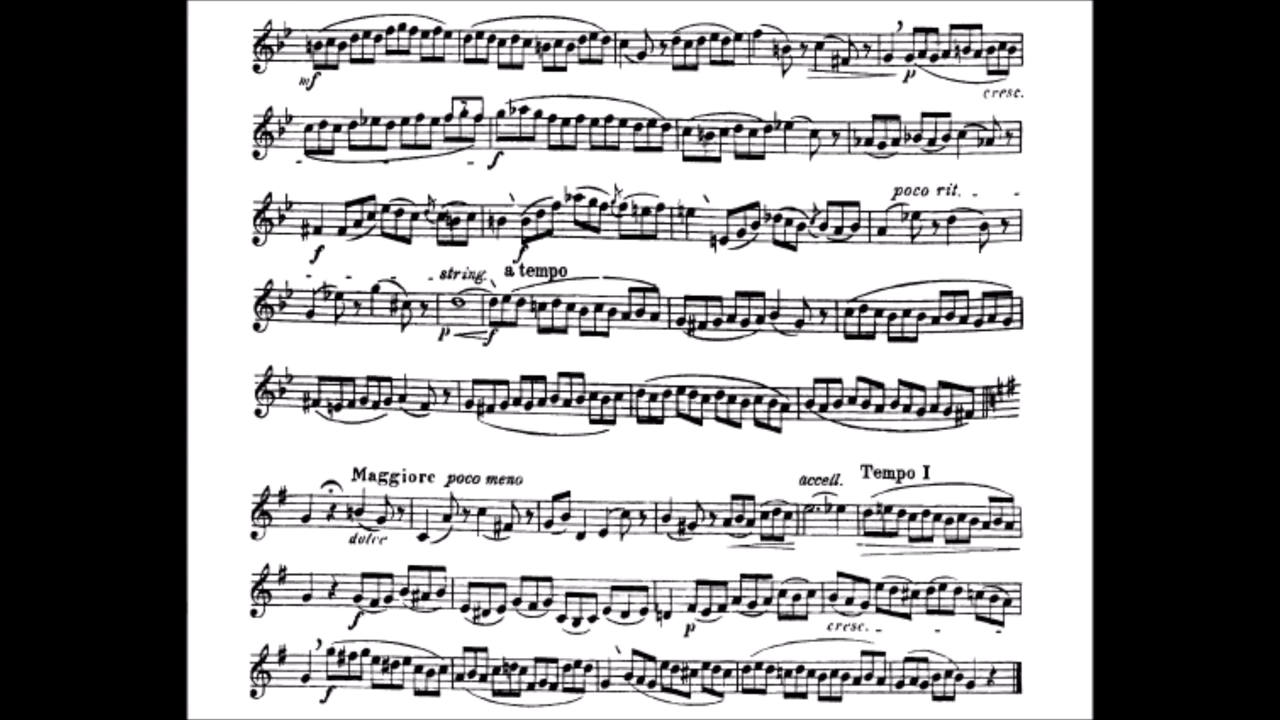 mf
p
cresc.
f
poco rit.
f
f
string. a tempo
p
f
Maggiore poco meno
accell. Tempo I
dolce
f
p
cresc.
f